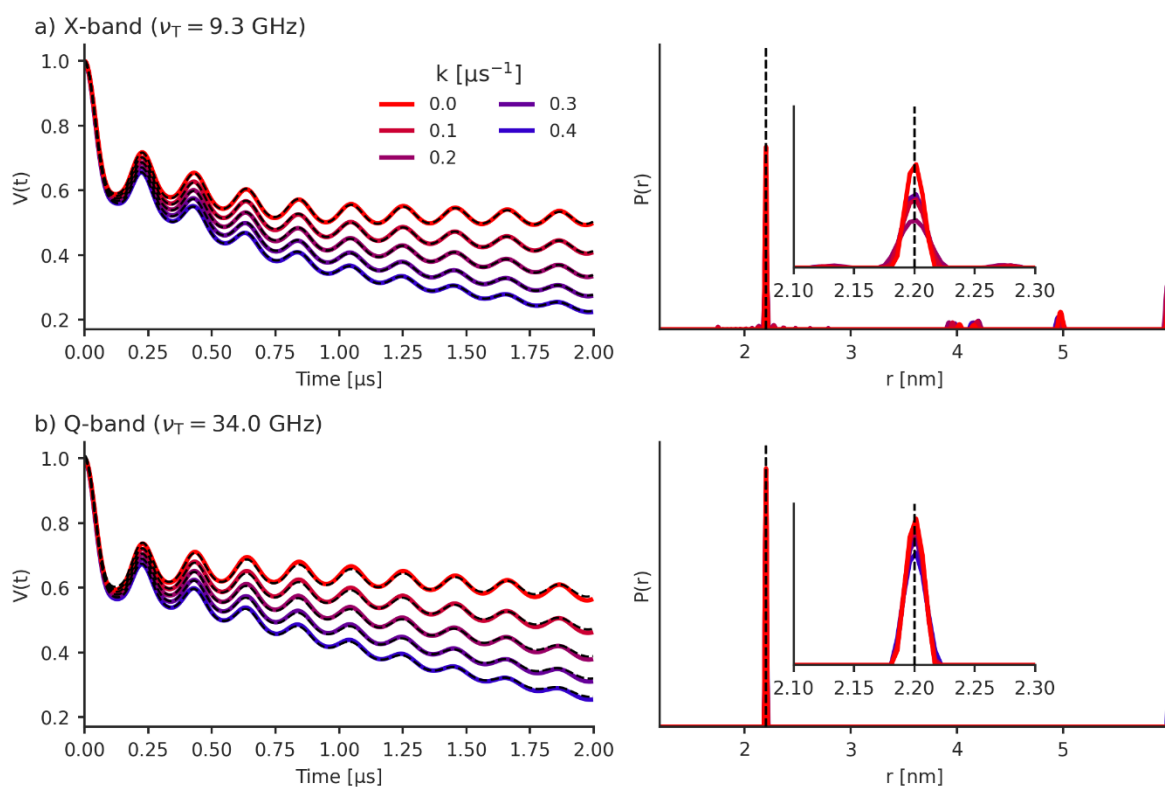 a) X-band (ν_T = 9.3 GHz)
k [μs⁻¹]
0.0 0.3
0.1 0.4
0.2
V(t)
1.0
0.8
0.6
0.4
0.2
0.00 0.25 0.50 0.75 1.00 1.25 1.50 1.75 2.00
Time [μs]
P(r)
P(r)
2.10 2.15 2.20 2.25 2.30
2 3 4 5
r [nm]
b) Q-band (ν_T = 34.0 GHz)
V(t)
1.0
0.8
0.6
0.4
0.2
0.00 0.25 0.50 0.75 1.00 1.25 1.50 1.75 2.00
Time [μs]
P(r)
P(r)
2.10 2.15 2.20 2.25 2.30
2 3 4 5
r [nm]